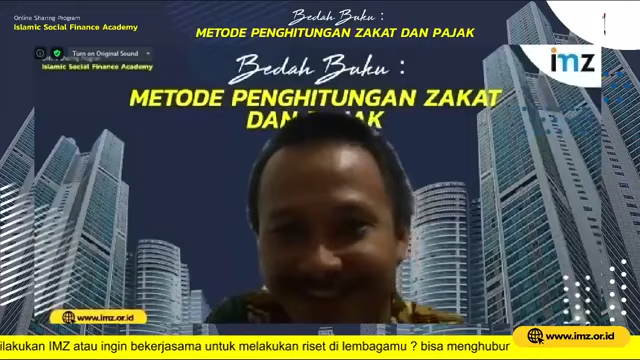 Online Sharing Program
Islamic Social Finance Academy
Bedah Buku :
METODE PENGHITUNGAN ZAKAT DAN PAJAK
Turn on Original Sound
Islamic Social Finance Academy
Bedah Buku :
METODE PENGHITUNGAN ZAKAT
DAN
imz
www.imz.or.id
ilakukan IMZ atau ingin bekerjasama untuk melakukan riset di lembagamu ? bisa menghubur
www.imz.or.id